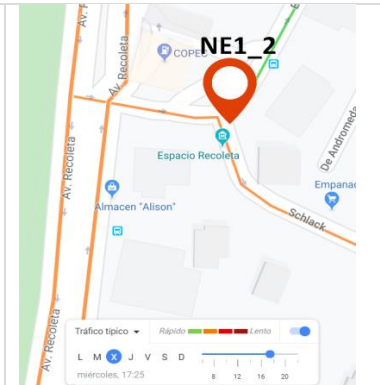 NE1_2
COPEC
Av. Recoleta
Av. Recoleta
Espacio Recoleta
De Andromeda
Empanad
Almacen "Alison"
Schlack
Av. Recoleta
Av. Recoleta
Tráfico típico Rápido Lento
L M X J V S D
miércoles, 17:25 8 12 16 20